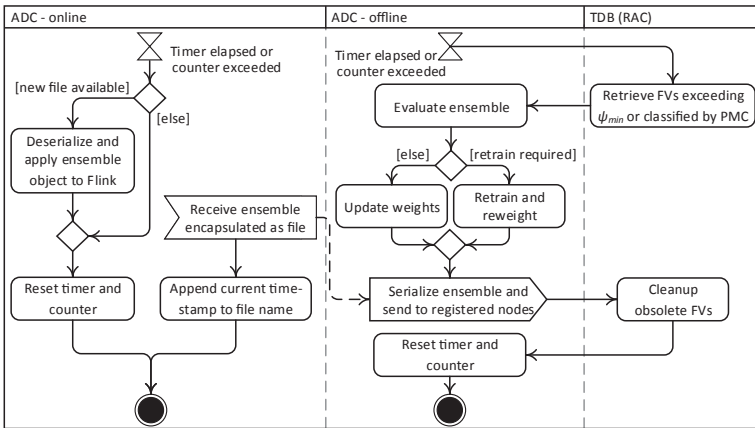 ADC - online
ADC - offline
TDB (RAC)
Timer elapsed or
counter exceeded
[new file available]
[else]
Deserialize and
apply ensemble
object to Flink
Receive ensemble
encapsulated as file
Reset timer and
counter
Append current time-
stamp to file name
Timer elapsed or
counter exceeded
Retrieve FVs exceeding
ψmin or classified by PMC
Evaluate ensemble
[else]
[retrain required]
Update weights
Retrain and
reweight
Serialize ensemble and
send to registered nodes
Cleanup
obsolete FVs
Reset timer and
counter